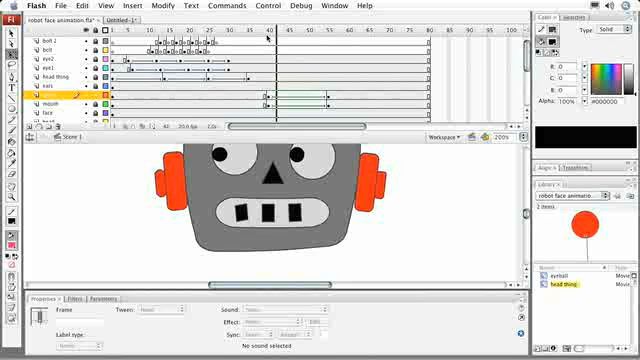 Flash File Edit View Insert Modify Text Commands Control Debug Window Help
robot face animation.fla* Untitled-1*
bolt 2
bolt
eye2
eye1
head thing
ears
mouth
face
Scene 1
Workspace
200%
Properties Filters Parameters
Frame
Tween: None
Sound: None
Effect: None
Label type:
Sync:
No sound selected
Color Swatches
Type: Solid
R: 0
G: 0
B: 0
Alpha: 100% #000000
Align Transform
Library
robot face animatio...
2 items
Name
eyeball Movie
head thing Movie